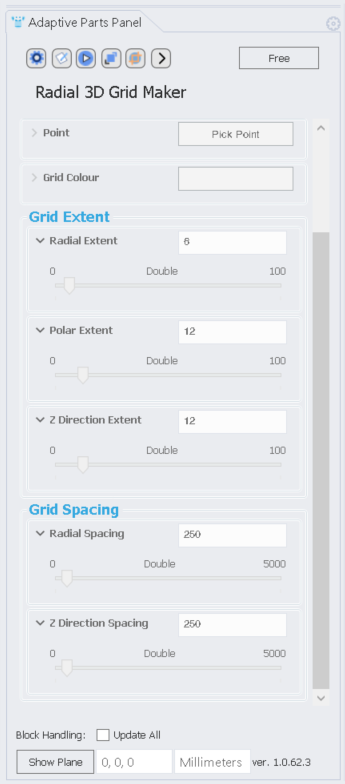 Adaptive Parts Panel
Free
Radial 3D Grid Maker
Point Pick Point
Grid Colour
Grid Extent
Radial Extent 6
0 Double 100
Polar Extent 12
0 Double 100
Z Direction Extent 12
0 Double 100
Grid Spacing
Radial Spacing 250
0 Double 5000
Z Direction Spacing 250
0 Double 5000
Block Handling: Update All
Show Plane 0, 0, 0 Millimeters ver. 1.0.62.3